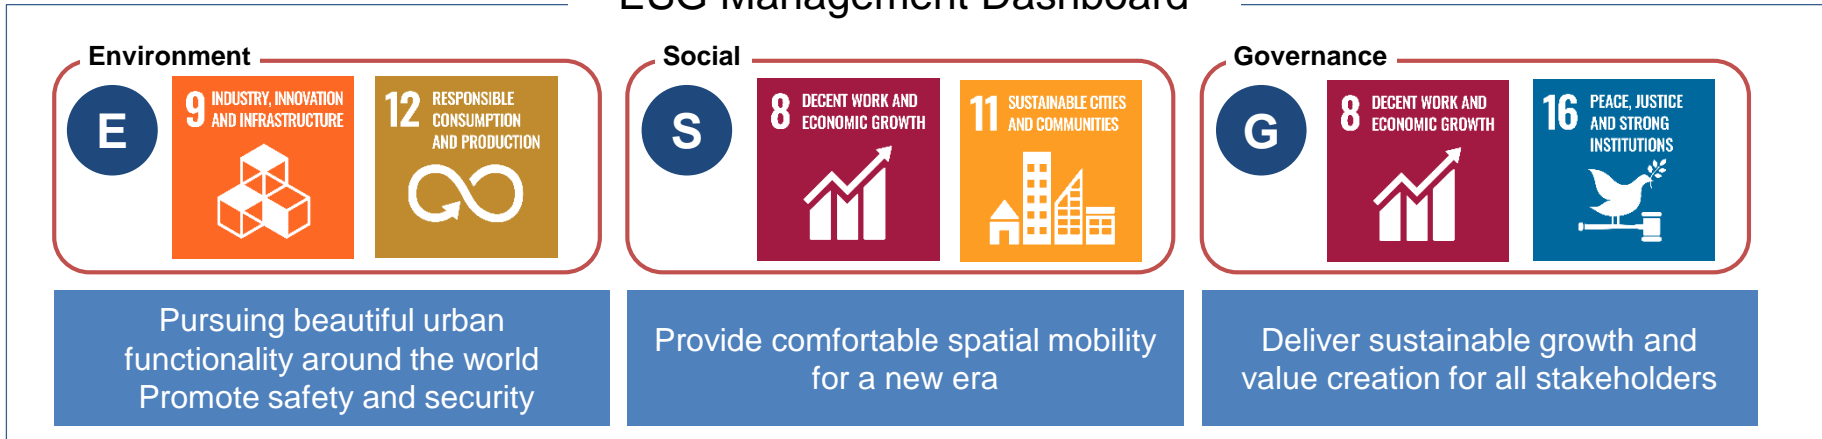 ESG Management Dashboard
Environment
E
9 INDUSTRY, INNOVATION
AND INFRASTRUCTURE
12 RESPONSIBLE
CONSUMPTION
AND PRODUCTION
Pursuing beautiful urban
functionality around the world
Promote safety and security
Social
S
8 DECENT WORK AND
ECONOMIC GROWTH
11 SUSTAINABLE CITIES
AND COMMUNITIES
Provide comfortable spatial mobility
for a new era
Governance
G
8 DECENT WORK AND
ECONOMIC GROWTH
16 PEACE, JUSTICE
AND STRONG
INSTITUTIONS
Deliver sustainable growth and
value creation for all stakeholders